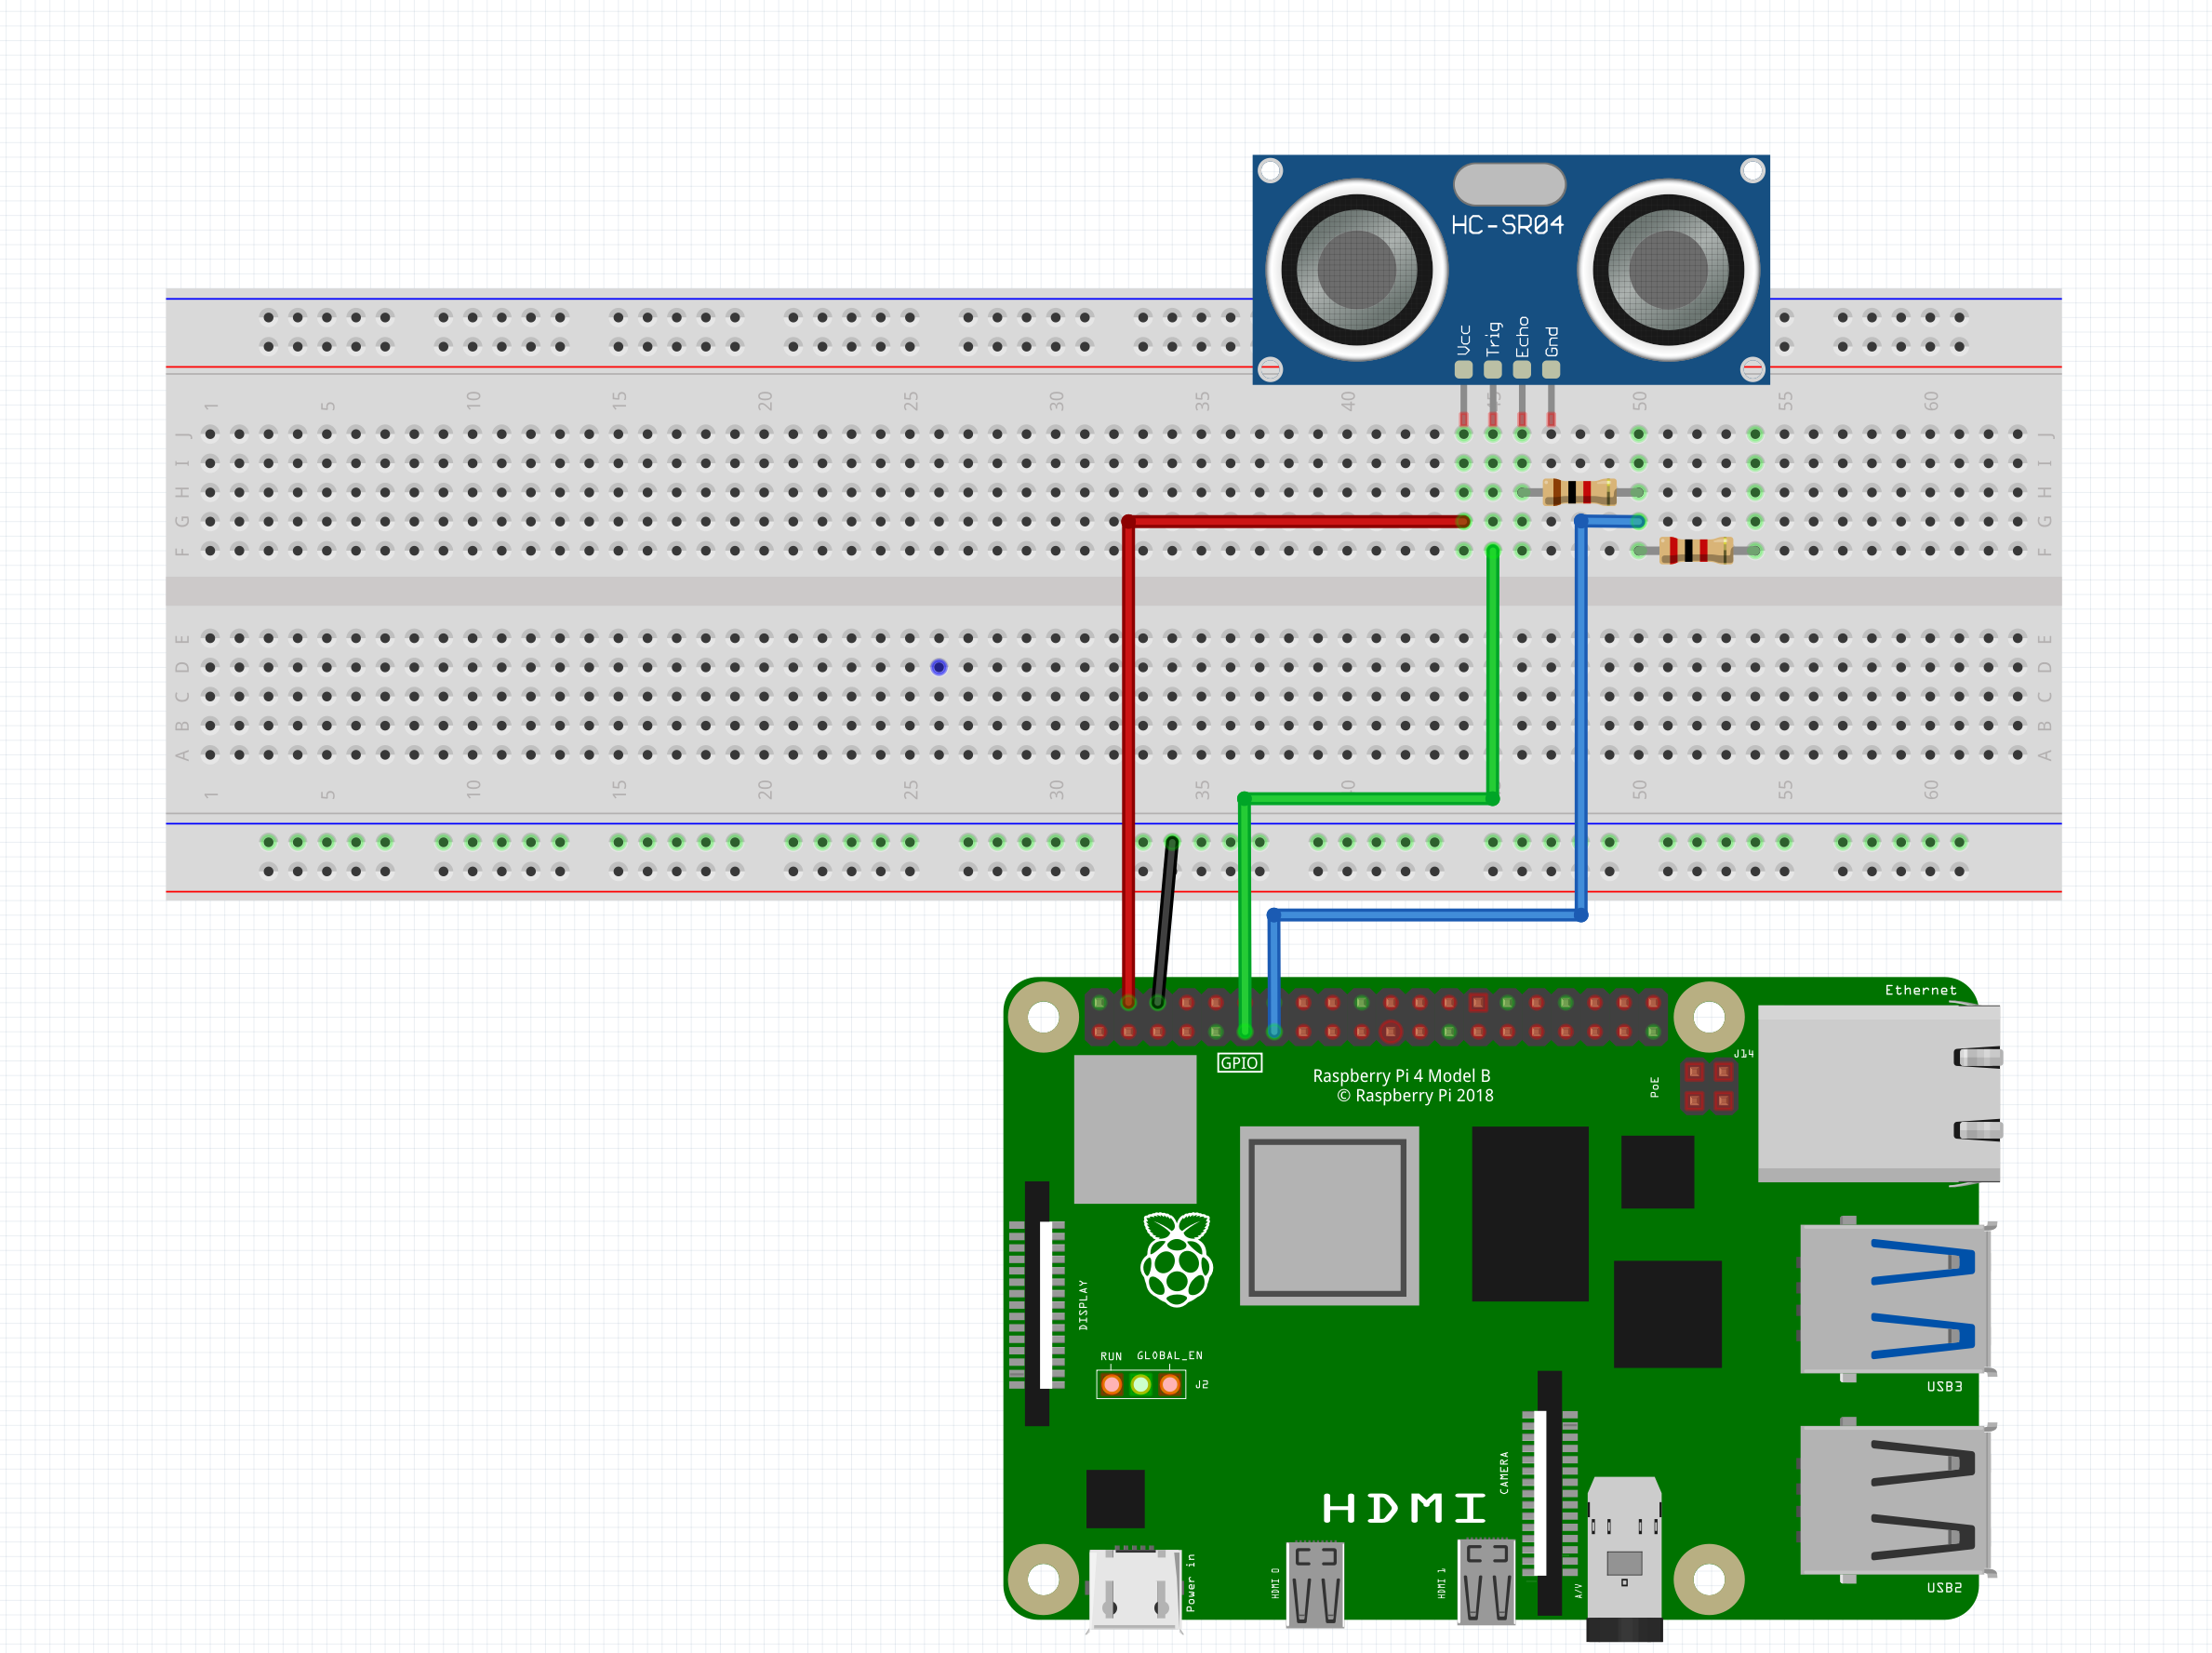 HC-SR04
Vcc
Trig
Echo
Gnd
1 5 10 15 20 25 30 35 40 50 55 60
J J
I I
H H
G G
F F
E E
D D
C C
B B
A A
1 5 10 15 20 25 30 35 50 55 60
Ethernet
J14
GPIO
PoE
Raspberry Pi 4 Model B
© Raspberry Pi 2018
DISPLAY
RUN GLOBAL_EN
J2
USB3
CAMERA
HDMI
Power in
HDMI 0
HDMI 1
A/V
USB2